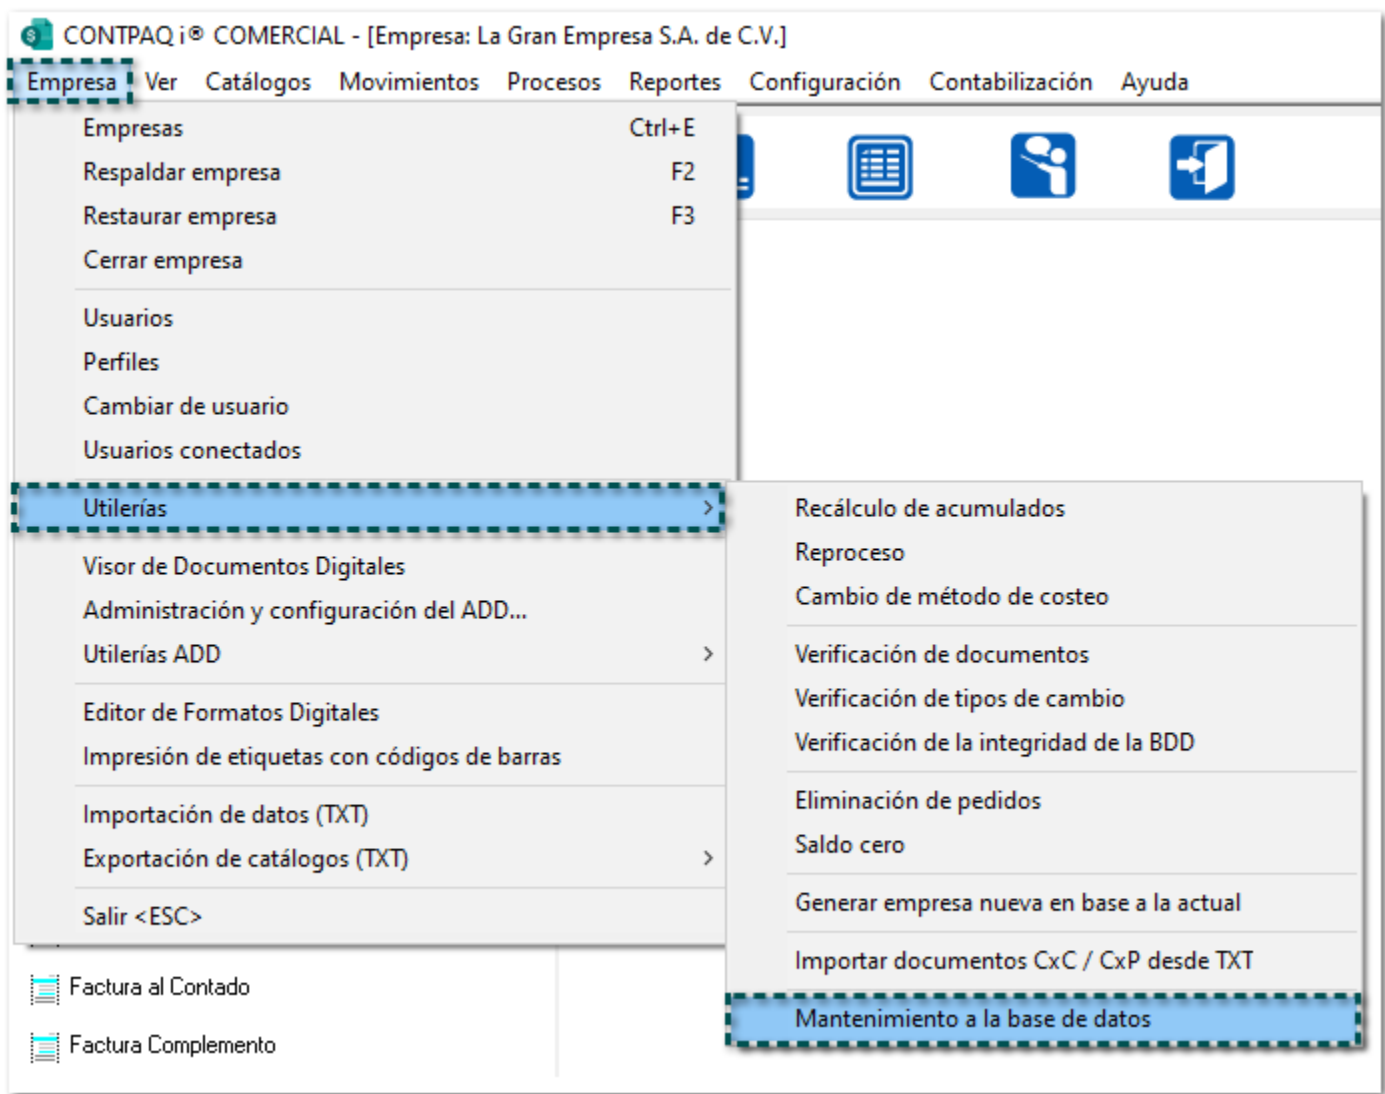 CONTPAQ i® COMERCIAL - [Empresa: La Gran Empresa S.A. de C.V.]
Empresa Ver Catálogos Movimientos Procesos Reportes Configuración Contabilización Ayuda
Empresas Ctrl+E
Respaldar empresa F2
Restaurar empresa F3
Cerrar empresa
Usuarios
Perfiles
Cambiar de usuario
Usuarios conectados
Utilerías >
Visor de Documentos Digitales
Administración y configuración del ADD...
Utilerías ADD >
Editor de Formatos Digitales
Impresión de etiquetas con códigos de barras
Importación de datos (TXT)
Exportación de catálogos (TXT) >
Salir <ESC>
Recálculo de acumulados
Reproceso
Cambio de método de costeo
Verificación de documentos
Verificación de tipos de cambio
Verificación de la integridad de la BDD
Eliminación de pedidos
Saldo cero
Generar empresa nueva en base a la actual
Importar documentos CxC / CxP desde TXT
Mantenimiento a la base de datos
Factura al Contado
Factura Complemento